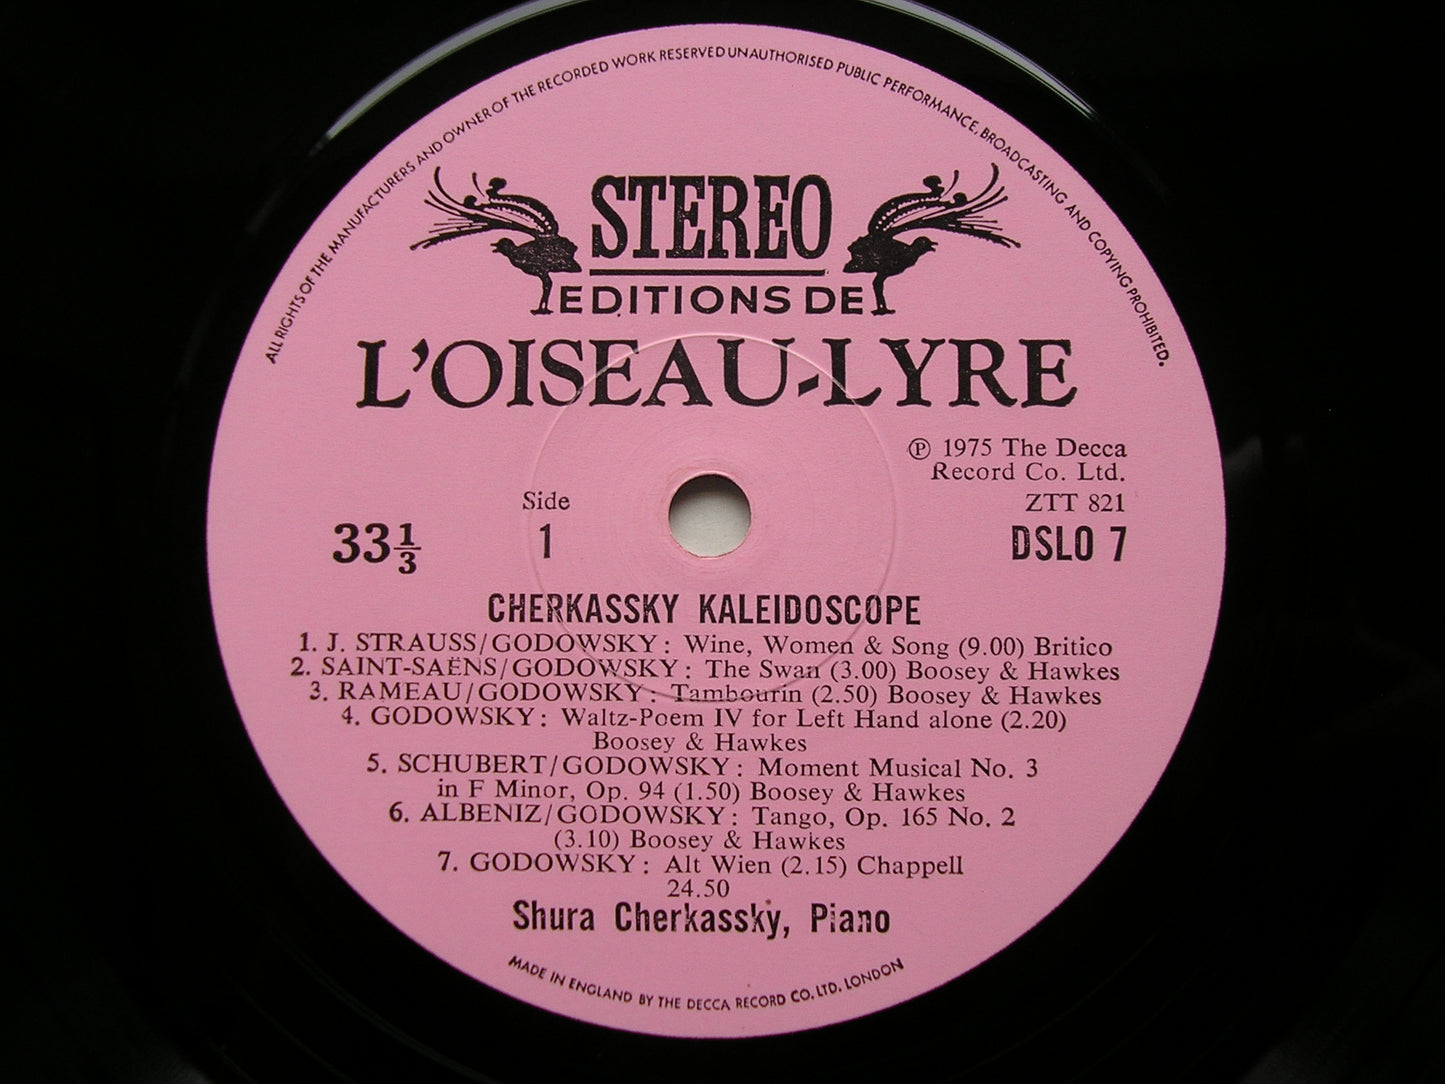 ALL RIGHTS OF THE MANUFACTURERS AND OWNER OF THE RECORDED WORK RESERVED UNAUTHORISED PUBLIC PERFORMANCE, BROADCASTING AND COPYING PROHIBITED.
STEREO
EDITIONS DE
L'OISEAU-LYRE
℗ 1975 The Decca
Record Co. Ltd.
ZTT 821
Side
33⅓ 1 DSLO 7
CHERKASSKY KALEIDOSCOPE
1. J. STRAUSS/GODOWSKY: Wine, Women & Song (9.00) Britico
2. SAINT-SAËNS/GODOWSKY: The Swan (3.00) Boosey & Hawkes
3. RAMEAU/GODOWSKY: Tambourin (2.50) Boosey & Hawkes
4. GODOWSKY: Waltz-Poem IV for Left Hand alone (2.20)
Boosey & Hawkes
5. SCHUBERT/GODOWSKY: Moment Musical No. 3
in F Minor, Op. 94 (1.50) Boosey & Hawkes
6. ALBENIZ/GODOWSKY: Tango, Op. 165 No. 2
(3.10) Boosey & Hawkes
7. GODOWSKY: Alt Wien (2.15) Chappell
24.50
Shura Cherkassky, Piano
MADE IN ENGLAND BY THE DECCA RECORD CO. LTD. LONDON